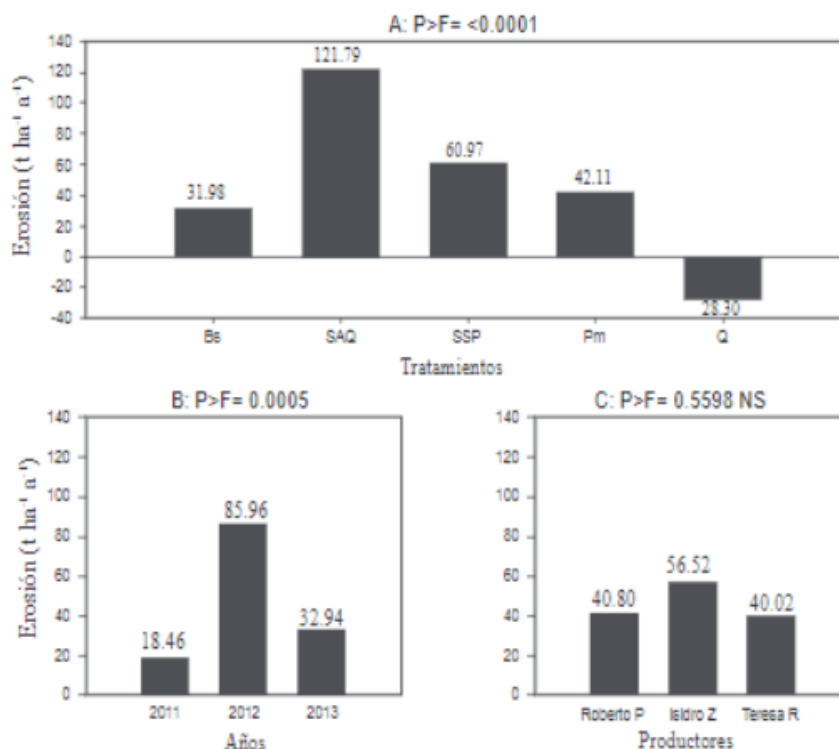 A: P>F= <0.0001
Erosión (t ha⁻¹ a⁻¹)
140
120
100
80
60
40
20
0
-20
-40
31.98
121.79
60.97
42.11
28.30
Bs
SAQ
SSP
Pm
Q
Tratamientos
B: P>F= 0.0005
Erosión (t ha⁻¹ a⁻¹)
140
120
100
80
60
40
20
0
18.46
85.96
32.94
2011
2012
2013
Años
C: P>F= 0.5598 NS
140
120
100
80
60
40
20
0
40.80
56.52
40.02
Roberto P
Isidro Z
Teresa R
Productores